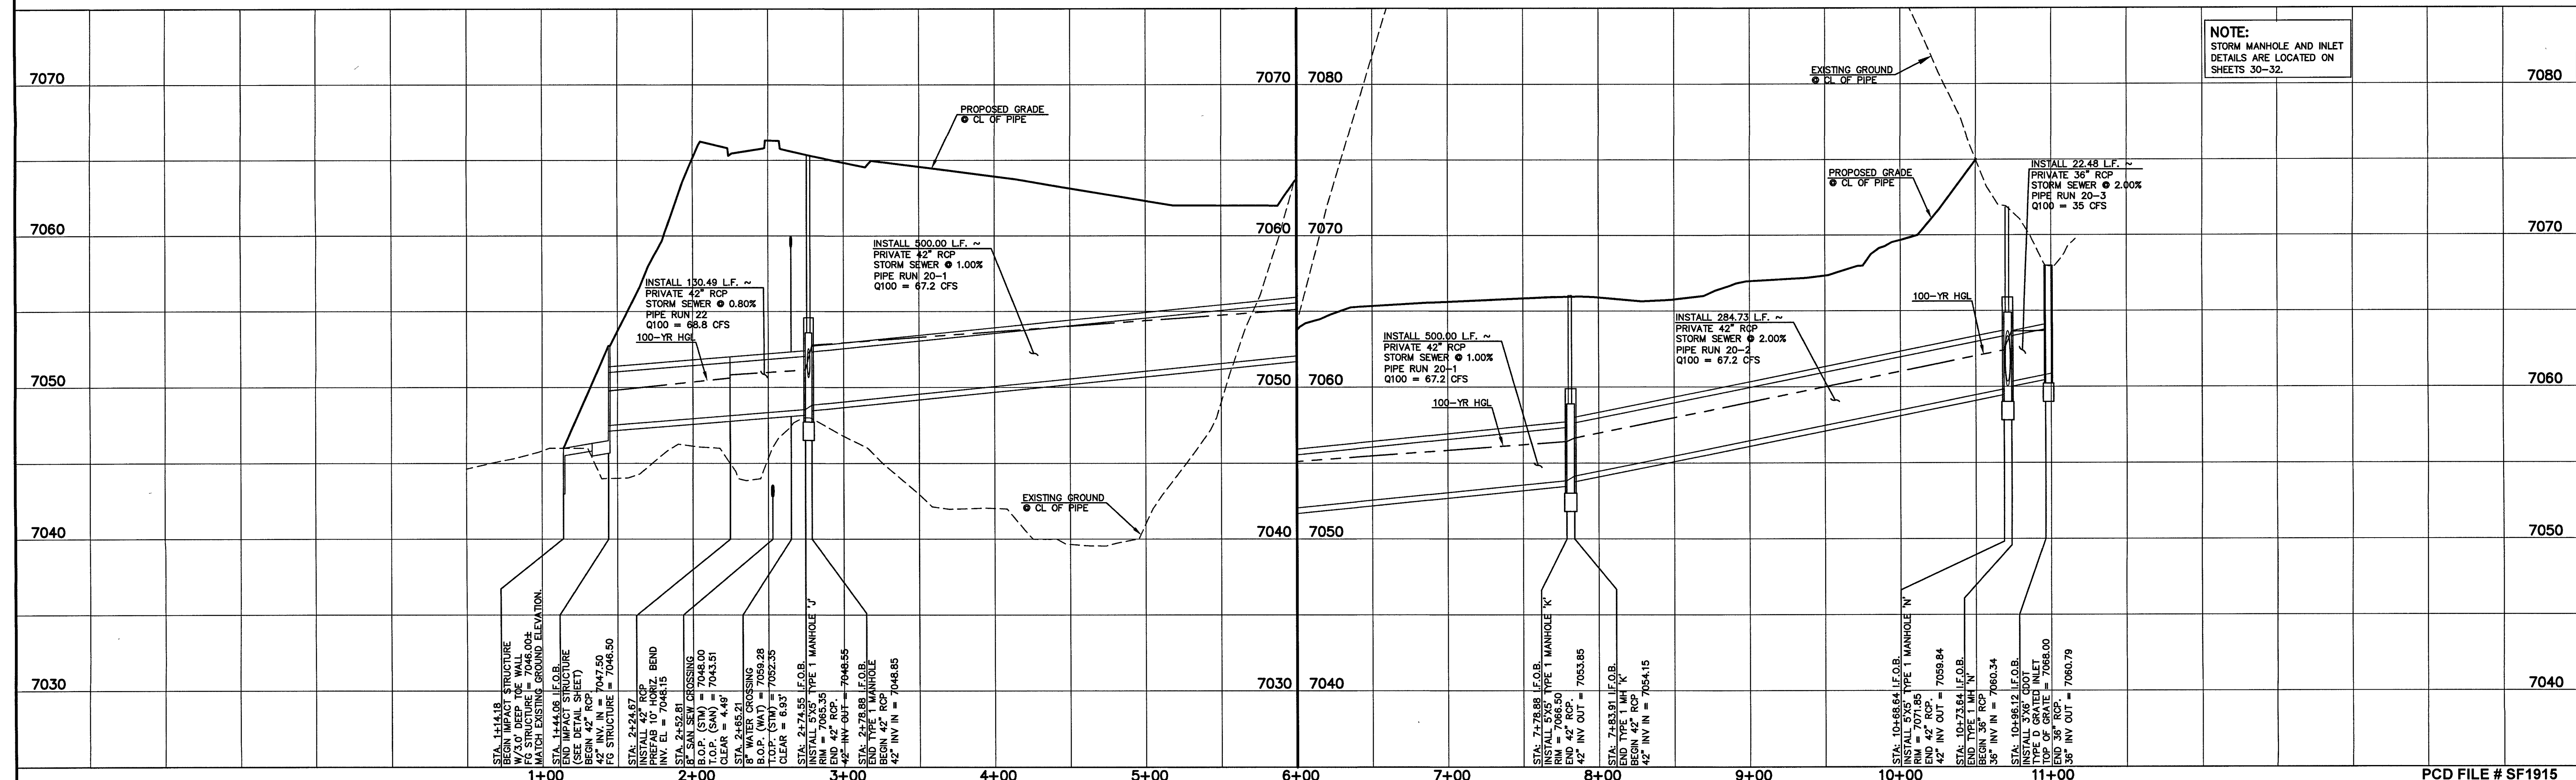 NOTE:
STORM MANHOLE AND INLET
DETAILS ARE LOCATED ON
SHEETS 30-32.
7070
7070
7080
7080
7060
7060
7070
7070
7050
7050
7060
7060
7040
7040
7050
7050
7030
7030
7040
7040
PROPOSED GRADE
@ CL OF PIPE
INSTALL 130.49 L.F. ~
PRIVATE 42" RCP
STORM SEWER @ 0.80%
PIPE RUN 22
Q100 = 68.8 CFS
100-YR HGL
INSTALL 500.00 L.F. ~
PRIVATE 42" RCP
STORM SEWER @ 1.00%
PIPE RUN 20-1
Q100 = 67.2 CFS
EXISTING GROUND
@ CL OF PIPE
EXISTING GROUND
@ CL OF PIPE
PROPOSED GRADE
@ CL OF PIPE
INSTALL 22.48 L.F. ~
PRIVATE 36" RCP
STORM SEWER @ 2.00%
PIPE RUN 20-3
Q100 = 35 CFS
100-YR HGL
INSTALL 500.00 L.F. ~
PRIVATE 42" RCP
STORM SEWER @ 1.00%
PIPE RUN 20-1
Q100 = 67.2 CFS
100-YR HGL
INSTALL 284.73 L.F. ~
PRIVATE 42" RCP
STORM SEWER @ 2.00%
PIPE RUN 20-2
Q100 = 67.2 CFS
STA. 1+14.18
BEGIN IMPACT STRUCTURE
W/3.0' DEEP TOE WALL
FG STRUCTURE = 7046.00±
MATCH EXISTING GROUND ELEVATION.
STA. 1+44.06 I.F.O.B.
END IMPACT STRUCTURE
(SEE DETAIL SHEET)
BEGIN 42" RCP.
42" INV. IN = 7047.50
FG STRUCTURE = 7046.50
STA: 2+24.67
INSTALL 42" RCP
PREFAB 10° HORIZ. BEND
INV. EL = 7048.15
STA. 2+52.81
8" SAN SEW CROSSING
B.O.P. (STM) = 7048.00
T.O.P. (SAN) = 7043.51
CLEAR = 4.49'
STA. 2+65.21
8" WATER CROSSING
B.O.P. (WAT) = 7059.28
T.O.P. (STM) = 7052.35
CLEAR = 6.93'
STA: 2+74.55 I.F.O.B.
INSTALL 5'X5' TYPE 1 MANHOLE 'J'
RIM = 7065.35
END 42" RCP.
42" INV OUT = 7048.55
STA: 2+78.88 I.F.O.B.
END TYPE 1 MANHOLE
BEGIN 42" RCP
42" INV IN = 7048.85
STA: 7+78.88 I.F.O.B.
INSTALL 5'X5' TYPE 1 MANHOLE 'K'
RIM = 7066.50
END 42" RCP.
42" INV OUT = 7053.85
STA: 7+83.91 I.F.O.B.
END TYPE 1 MH 'K'
BEGIN 42" RCP
42" INV IN = 7054.15
STA: 10+68.64 I.F.O.B.
INSTALL 5'X5' TYPE 1 MANHOLE 'N'
RIM = 7071.85
END 42" RCP.
42" INV OUT = 7059.84
STA: 10+73.64 I.F.O.B.
END TYPE 1 MH 'N'
BEGIN 36" RCP
36" INV IN = 7060.34
STA: 10+96.12 I.F.O.B.
INSTALL 3'X6' CDOT
TYPE D GRATED INLET
TOP OF GRATE = 7068.00
END 36" RCP.
36" INV OUT = 7060.79
1+00
2+00
3+00
4+00
5+00
6+00
7+00
8+00
9+00
10+00
11+00
PCD FILE # SF1915